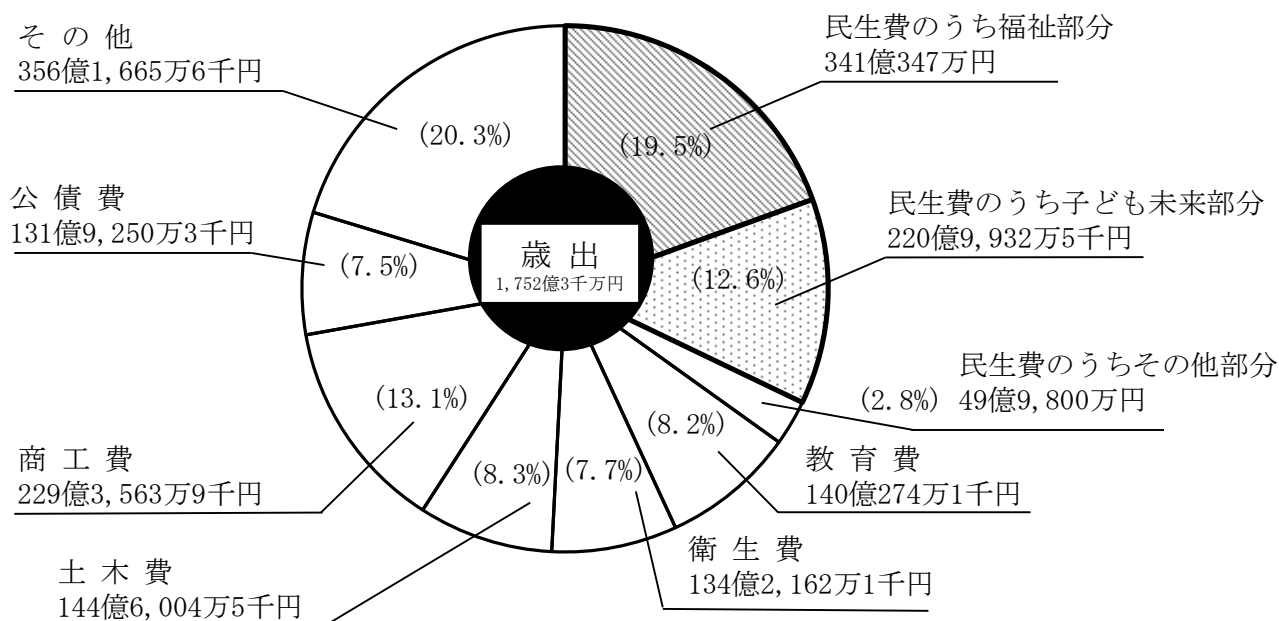 民生費のうち福祉部分
341億347万円
(19.5%)
民生費のうち子ども未来部分
220億9,932万5千円
(12.6%)
民生費のうちその他部分
(2.8%) 49億9,800万円
教 育 費
140億274万1千円
(8.2%)
衛 生 費
134億2,162万1千円
(7.7%)
土 木 費
144億6,004万5千円
(8.3%)
商 工 費
229億3,563万9千円
(13.1%)
公 債 費
131億9,250万3千円
(7.5%)
そ の 他
356億1,665万6千円
(20.3%)
歳 出
1,752億3千万円